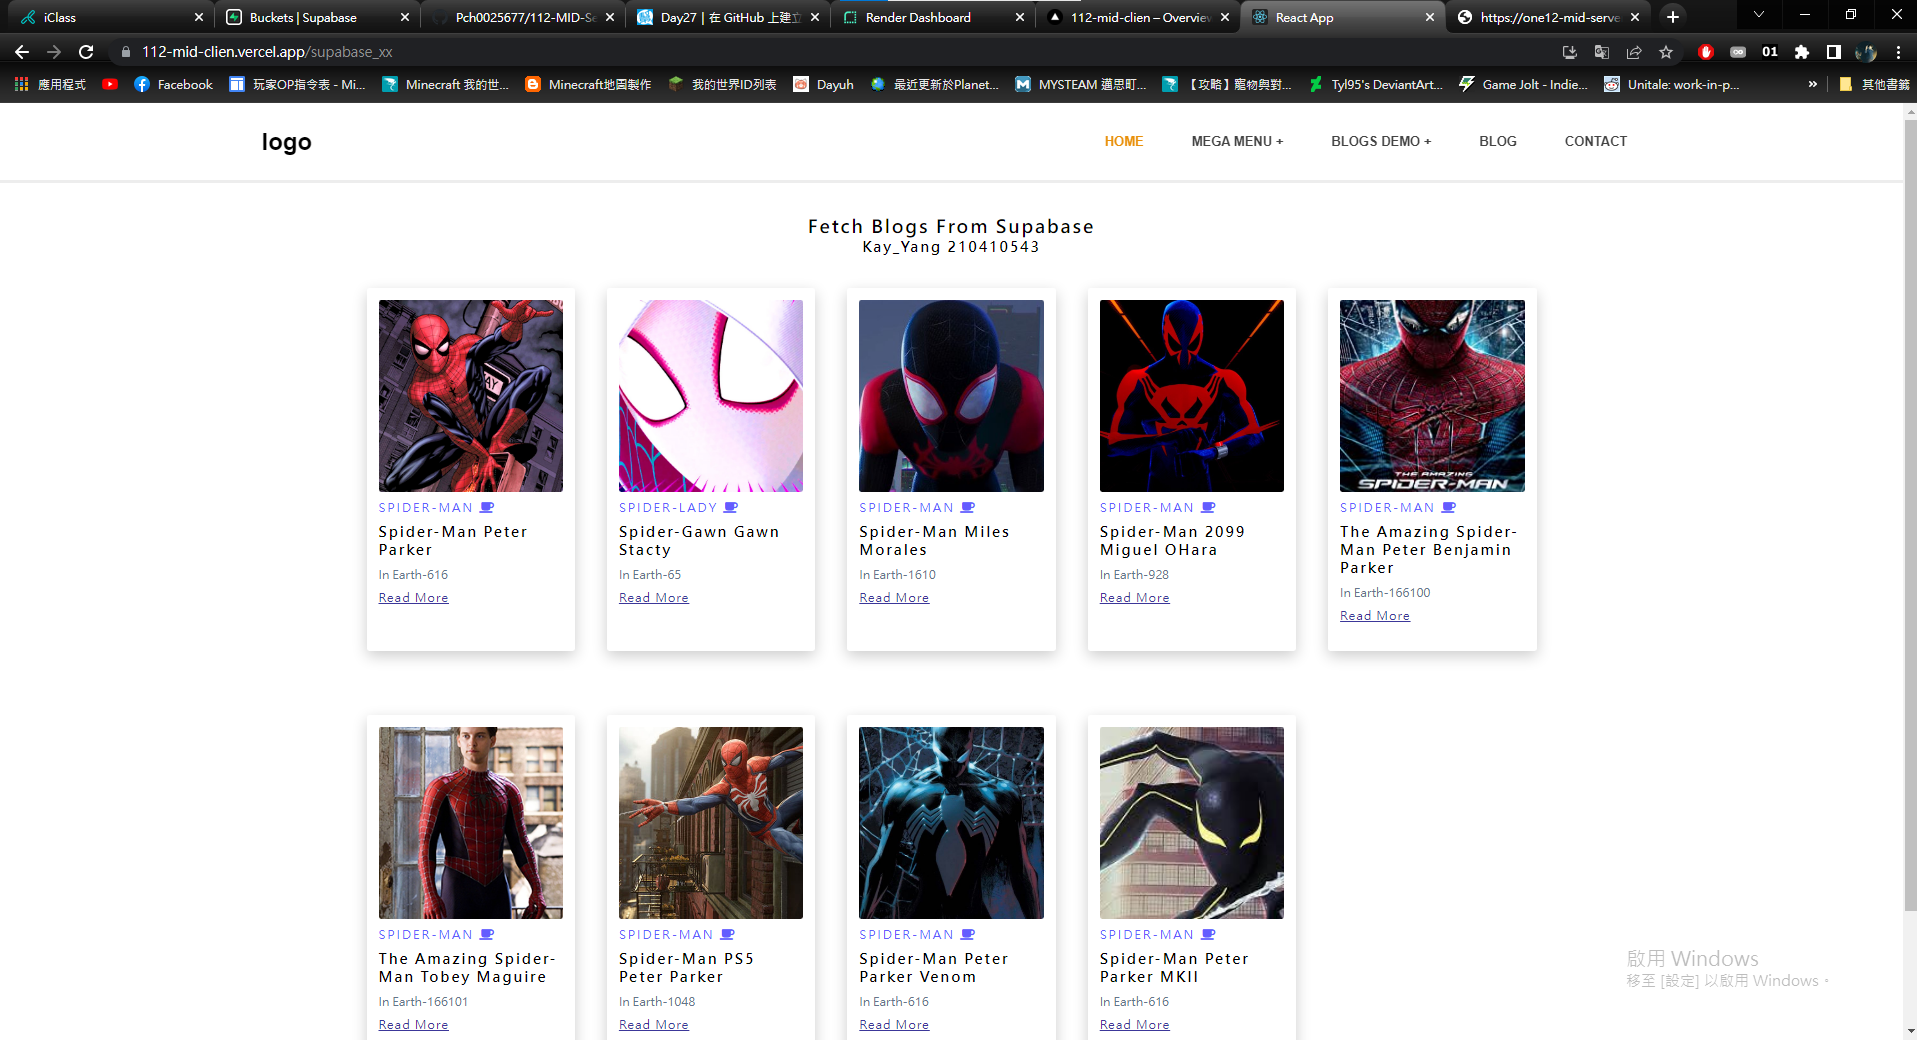 iClass
Buckets | Supabase
Pch0025677/112-MID-Se
Day27 | 在 GitHub 上建立
Render Dashboard
112-mid-clien – Overview
React App
https://one12-mid-serve
112-mid-clien.vercel.app/supabase_xx
01
應用程式
Facebook
玩家OP指令表 - Mi...
Minecraft 我的世...
Minecraft地圖製作
我的世界ID列表
Dayuh
最近更新於Planet...
MYSTEAM 邁思町...
【攻略】寵物與對...
Tyl95's DeviantArt...
Game Jolt - Indie...
Unitale: work-in-p...
»
其他書籤
logo
HOME
MEGA MENU +
BLOGS DEMO +
BLOG
CONTACT
Fetch Blogs From Supabase
Kay_Yang 210410543
SPIDER-MAN
Spider-Man Peter
Parker
In Earth-616
Read More
SPIDER-LADY
Spider-Gawn Gawn
Stacty
In Earth-65
Read More
SPIDER-MAN
Spider-Man Miles
Morales
In Earth-1610
Read More
SPIDER-MAN
Spider-Man 2099
Miguel OHara
In Earth-928
Read More
THE AMAZING
SPIDER-MAN
SPIDER-MAN
The Amazing Spider-
Man Peter Benjamin
Parker
In Earth-166100
Read More
SPIDER-MAN
The Amazing Spider-
Man Tobey Maguire
In Earth-166101
Read More
SPIDER-MAN
Spider-Man PS5
Peter Parker
In Earth-1048
Read More
SPIDER-MAN
Spider-Man Peter
Parker Venom
In Earth-616
Read More
SPIDER-MAN
Spider-Man Peter
Parker MKII
In Earth-616
Read More
啟用 Windows
移至 [設定] 以啟用 Windows。